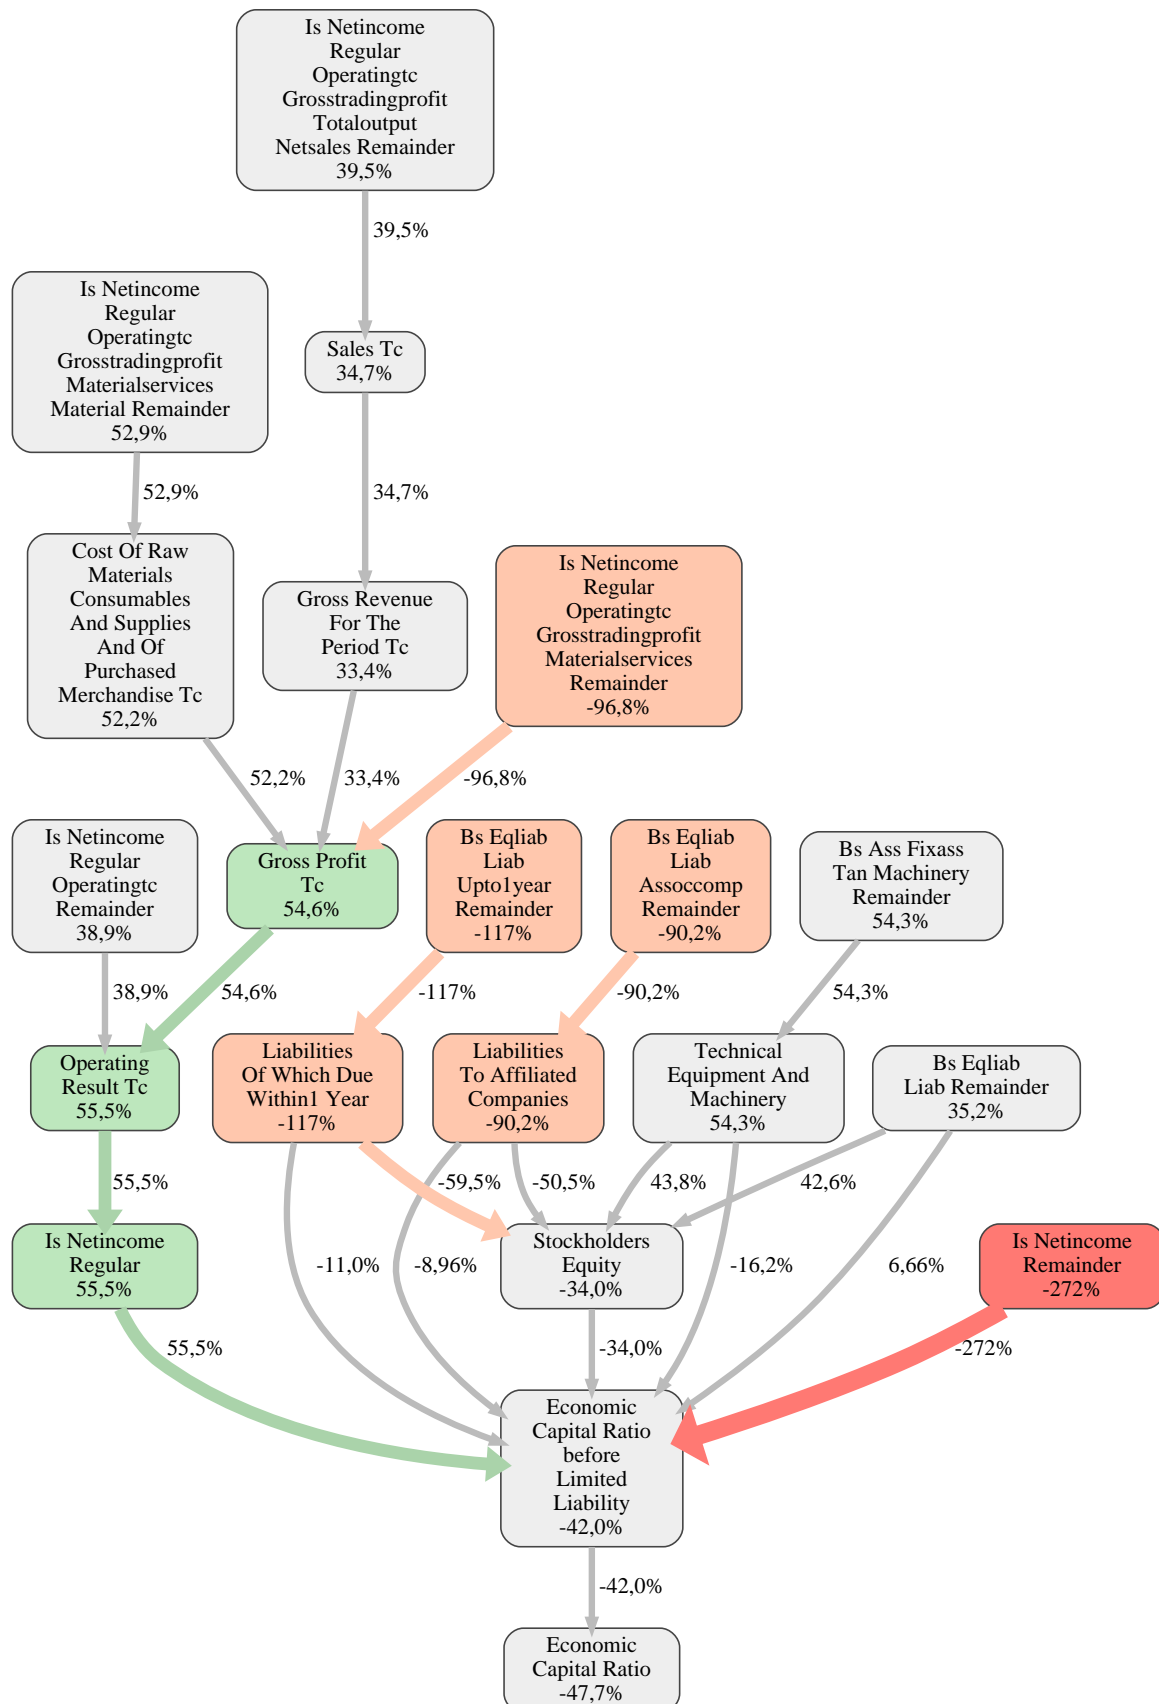 Is Netincome
Regular
Operatingtc
Grosstradingprofit
Totaloutput
Netsales Remainder
39,5%
39,5%
Is Netincome
Regular
Operatingtc
Grosstradingprofit
Materialservices
Material Remainder
52,9%
Sales Tc
34,7%
52,9%
34,7%
Cost Of Raw
Materials
Consumables
And Supplies
And Of
Purchased
Merchandise Tc
52,2%
Gross Revenue
For The
Period Tc
33,4%
Is Netincome
Regular
Operatingtc
Grosstradingprofit
Materialservices
Remainder
-96,8%
52,2%
33,4%
-96,8%
Is Netincome
Regular
Operatingtc
Remainder
38,9%
Gross Profit
Tc
54,6%
Bs Eqliab
Liab
Upto1year
Remainder
-117%
Bs Eqliab
Liab
Assoccomp
Remainder
-90,2%
Bs Ass Fixass
Tan Machinery
Remainder
54,3%
38,9%
54,6%
-117%
-90,2%
54,3%
Operating
Result Tc
55,5%
Liabilities
Of Which Due
Within1 Year
-117%
Liabilities
To Affiliated
Companies
-90,2%
Technical
Equipment And
Machinery
54,3%
Bs Eqliab
Liab Remainder
35,2%
55,5%
-59,5%
-50,5%
43,8%
42,6%
Is Netincome
Regular
55,5%
-11,0%
-8,96%
Stockholders
Equity
-34,0%
-16,2%
6,66%
Is Netincome
Remainder
-272%
55,5%
-34,0%
-272%
Economic
Capital Ratio
before
Limited
Liability
-42,0%
-42,0%
Economic
Capital Ratio
-47,7%